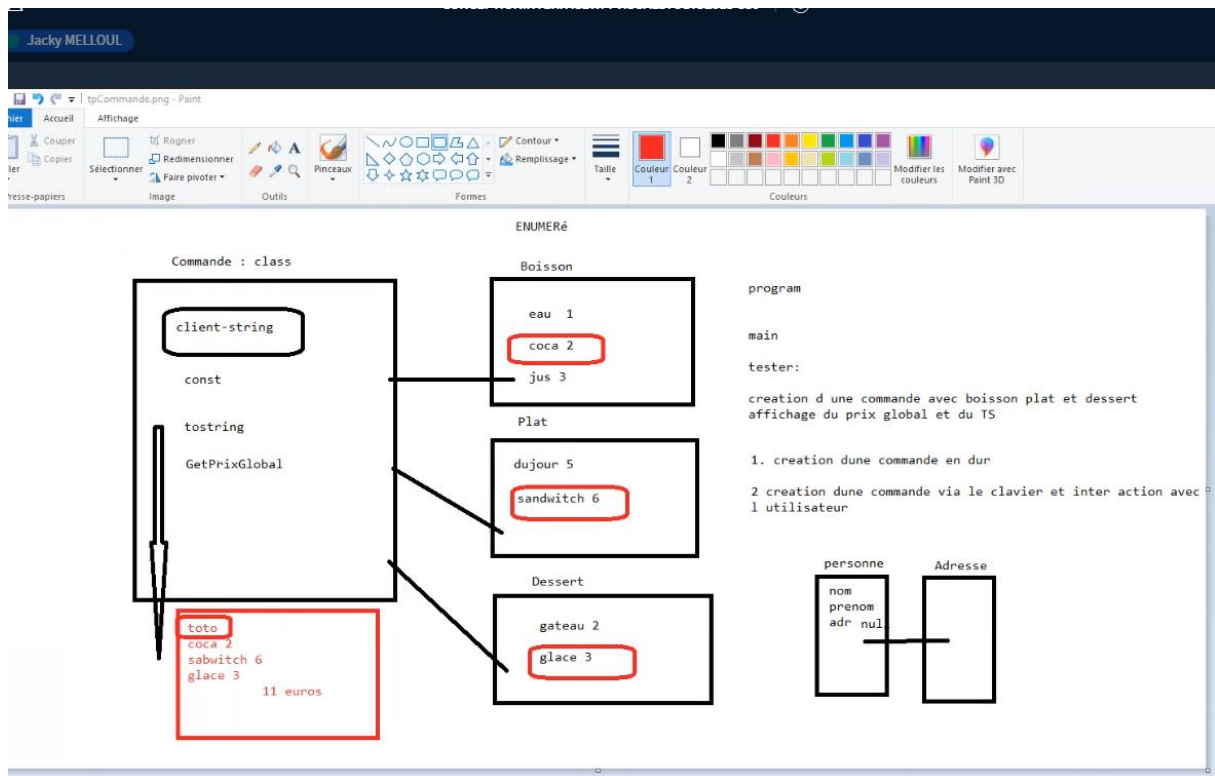 Jacky MELLOUL
tpCommande.png - Paint
Accueil
Affichage
Couper
Copier
Sélectionner
Rogner
Redimensionner
Faire pivoter
Pinceaux
Contour
Remplissage
Taille
Couleur 1
Couleur 2
Modifier les couleurs
Modifier avec Paint 3D
Image
Outils
Formes
Couleurs
ENUMERé
Commande : class
client-string
const
tostring
GetPrixGlobal
toto
coca 2
sabwitch 6
glace 3
11 euros
Boisson
eau 1
coca 2
jus 3
Plat
dujour 5
sandwitch 6
Dessert
gateau 2
glace 3
program
main
tester:
creation d une commande avec boisson plat et dessert
affichage du prix global et du TS
1. creation dune commande en dur
2 creation dune commande via le clavier et inter action avec
l utilisateur
personne
nom
prenom
adr
Adresse